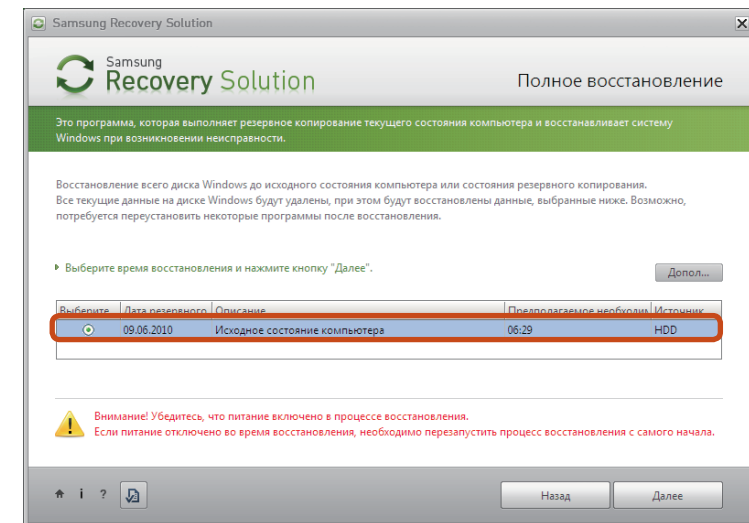 Samsung Recovery Solution
Samsung
Recovery Solution
Полное восстановление
Это программа, которая выполняет резервное копирование текущего состояния компьютера и восстанавливает систему
Windows при возникновении неисправности.
Восстановление всего диска Windows до исходного состояния компьютера или состояния резервного копирования.
Все текущие данные на диске Windows будут удалены, при этом будут восстановлены данные, выбранные ниже. Возможно,
потребуется переустановить некоторые программы после восстановления.
Выберите время восстановления и нажмите кнопку "Далее".
Допол...
Выберите Дата резервного Описание Предполагаемое необходим Источник
09.06.2010 Исходное состояние компьютера 06:29 HDD
Внимание! Убедитесь, что питание включено в процессе восстановления.
Если питание отключено во время восстановления, необходимо перезапустить процесс восстановления с самого начала.
i ? Назад Далее